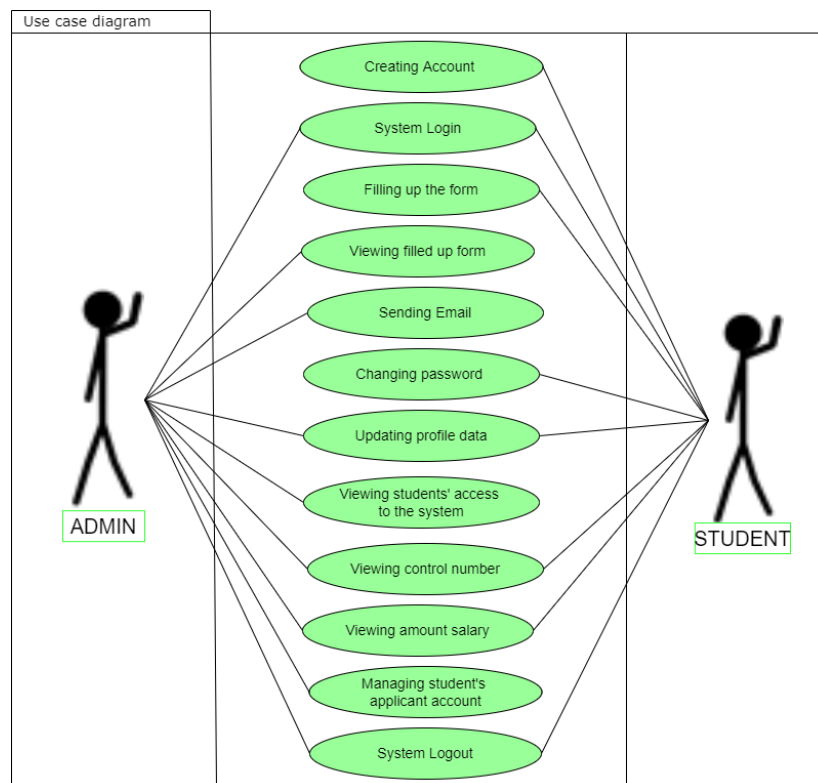 Use case diagram
Creating Account
System Login
Filling up the form
Viewing filled up form
Sending Email
Changing password
Updating profile data
Viewing students' access
to the system
Viewing control number
Viewing amount salary
Managing student's
applicant account
System Logout
ADMIN
STUDENT